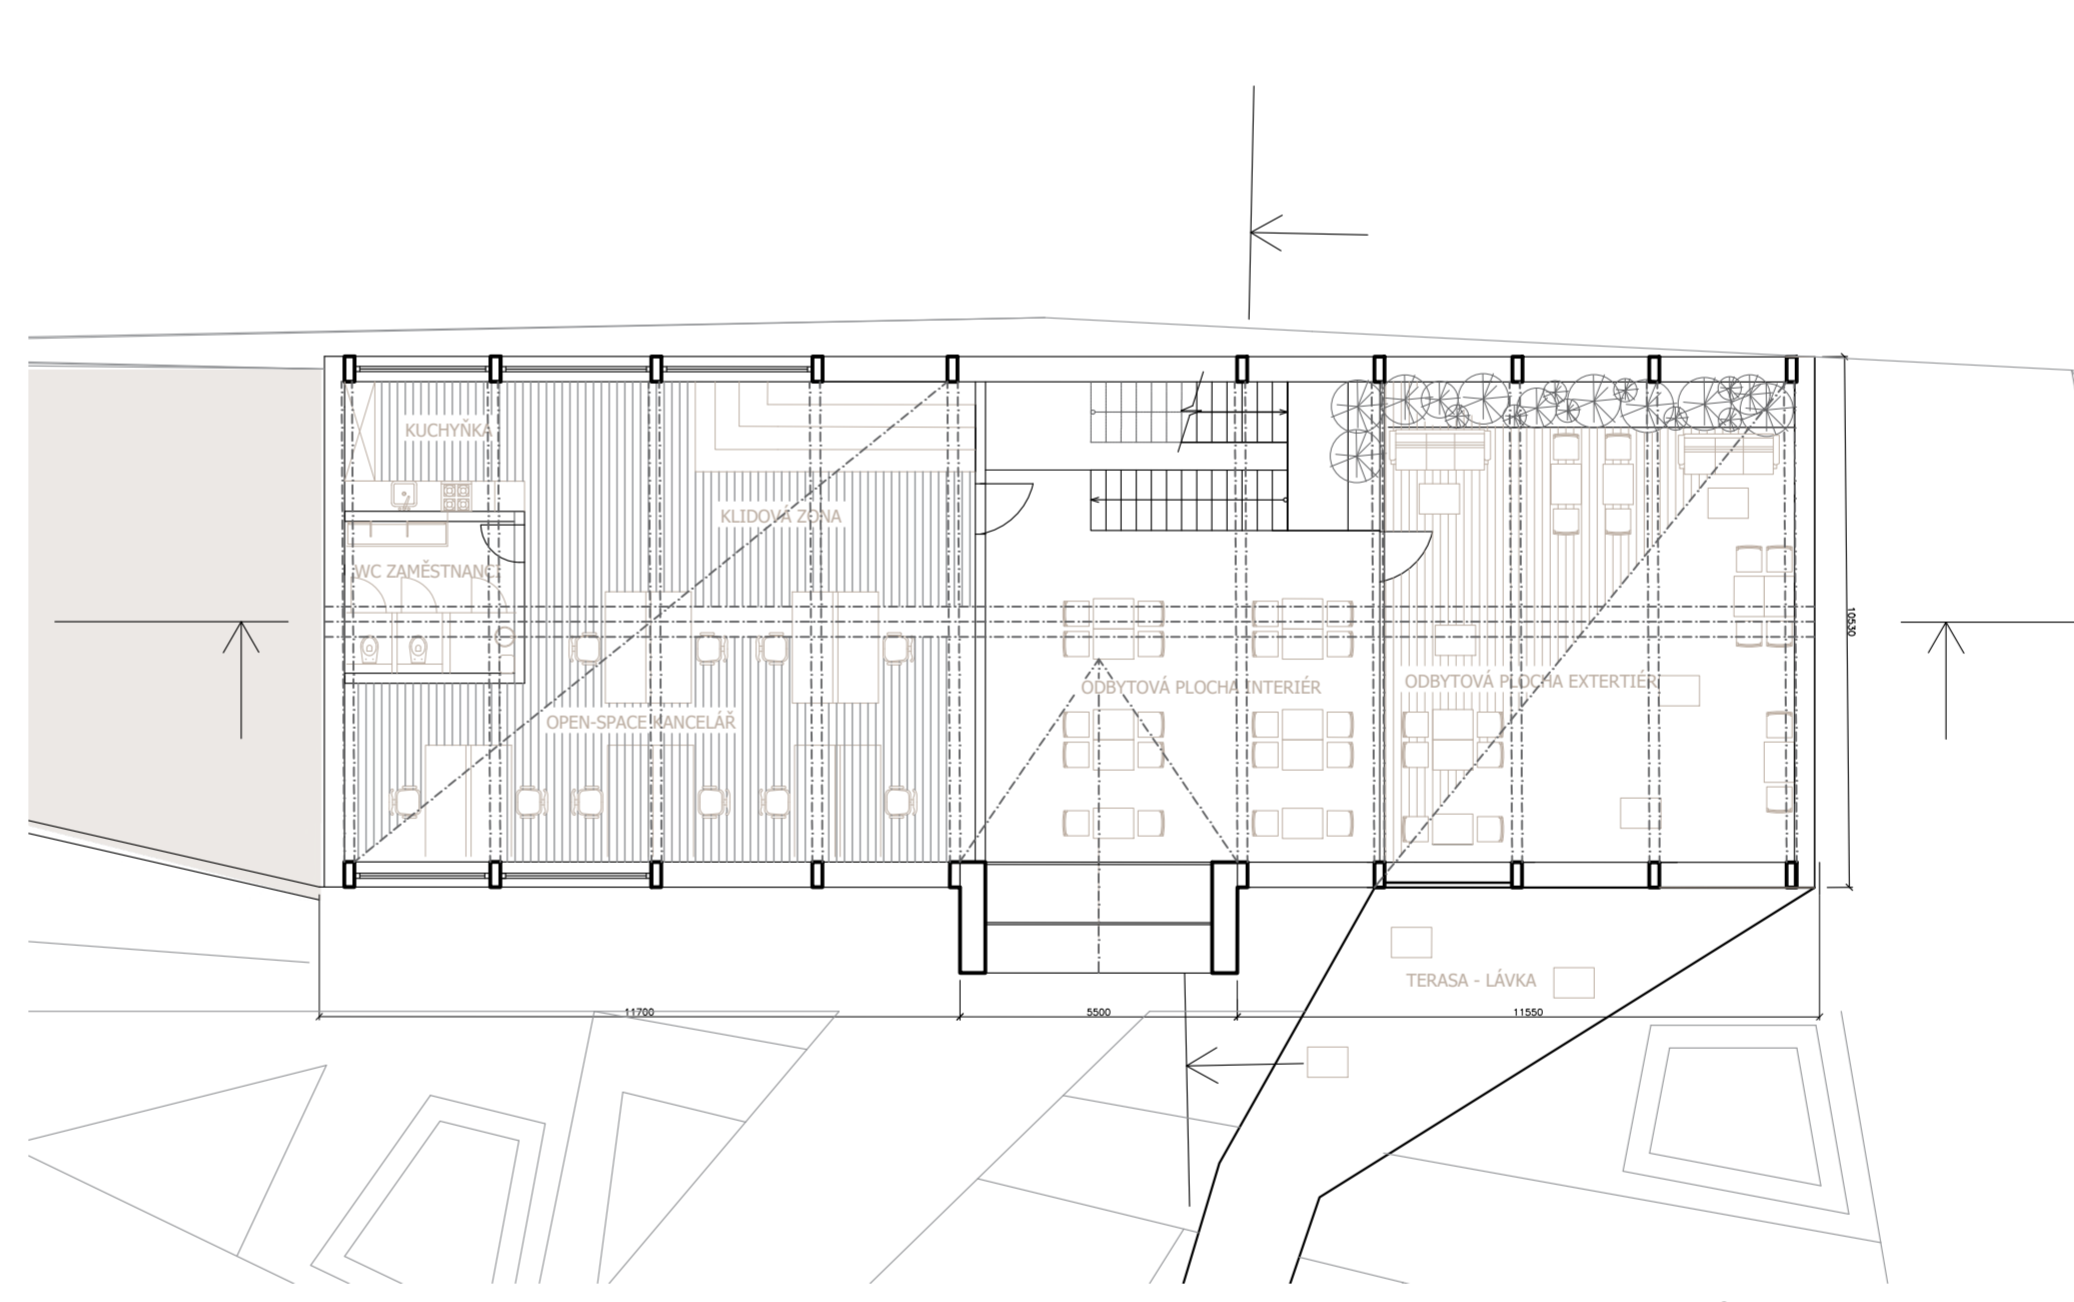 KUCHYŇKA
KLIDOVÁ ZÓNA
WC ZAMĚSTNANCI
10530
ODBYTOVÁ PLOCHA INTERIÉR
ODBYTOVÁ PLOCHA EXTERTIÉR
OPEN-SPACE KANCELÁŘ
TERASA - LÁVKA
11700
5500
11550